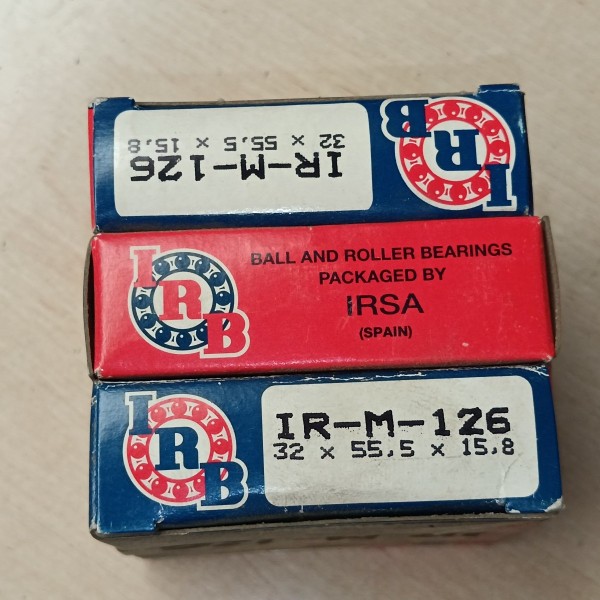 IR-M-126
32 x 55,5 x 15,8
IRB
IRB
BALL AND ROLLER BEARINGS
PACKAGED BY
IRSA
(SPAIN)
IRB
IR-M-126
32 x 55,5 x 15,8